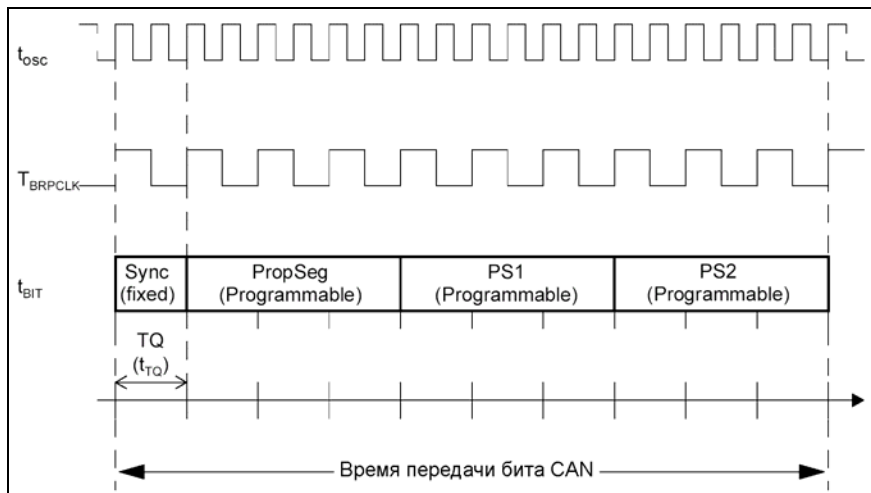 tosc
TBRPCLK
tBIT
Sync
(fixed)
PropSeg
(Programmable)
PS1
(Programmable)
PS2
(Programmable)
TQ
(tTQ)
Время передачи бита CAN